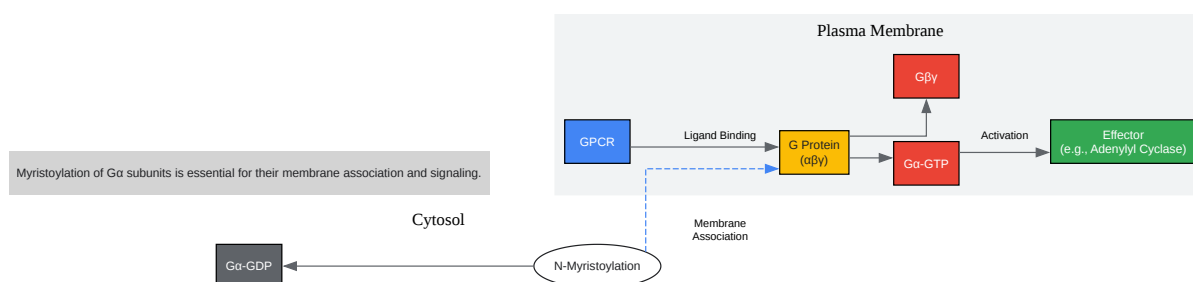 Plasma Membrane
Gβγ
GPCR
Ligand Binding
G Protein
(αβγ)
Gα-GTP
Activation
Effector
(e.g., Adenylyl Cyclase)
Myristoylation of Gα subunits is essential for their membrane association and signaling.
Cytosol
Membrane
Association
Gα-GDP
N-Myristoylation